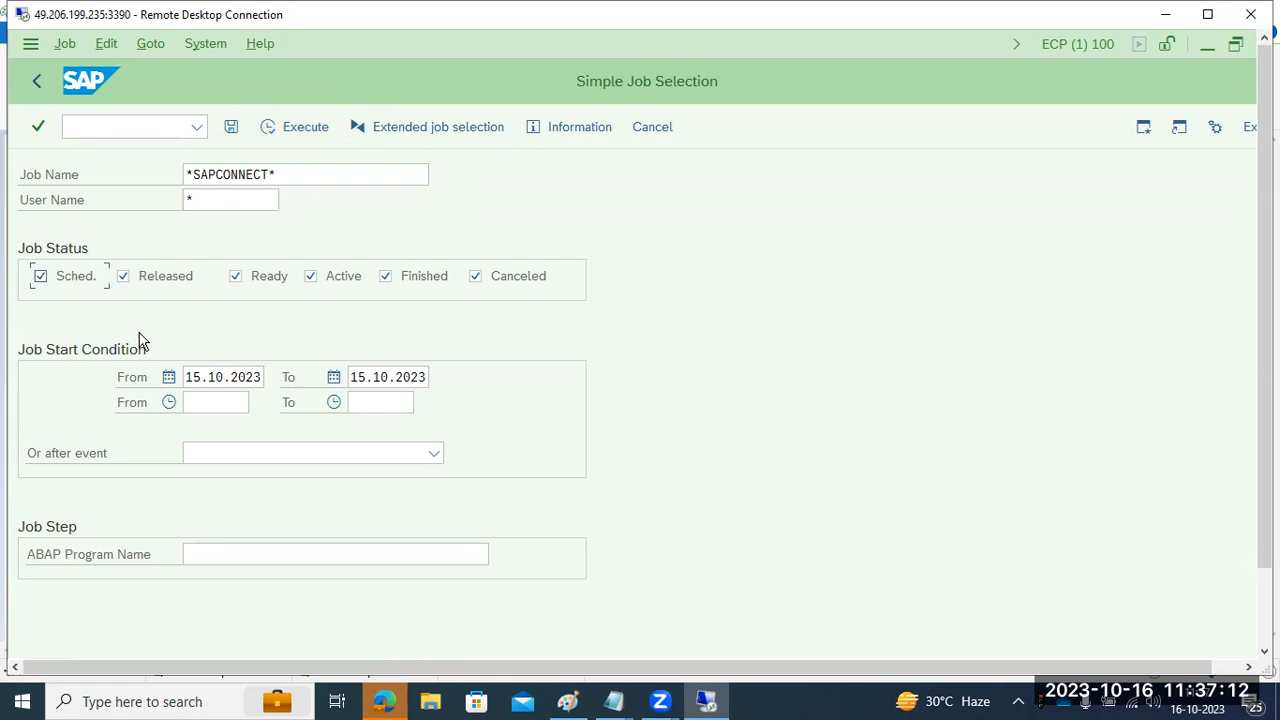 49.206.199.235:3390 - Remote Desktop Connection
Job Edit Goto System Help
ECP (1) 100
SAP
Simple Job Selection
Execute Extended job selection Information Cancel Ex
Job Name *SAPCONNECT*
User Name *
Job Status
Sched. Released Ready Active Finished Canceled
Job Start Condition
From 15.10.2023 To 15.10.2023
From To
Or after event
Job Step
ABAP Program Name
Type here to search
30°C Haze
2023-10-16 11:37:12
16-10-2023
25